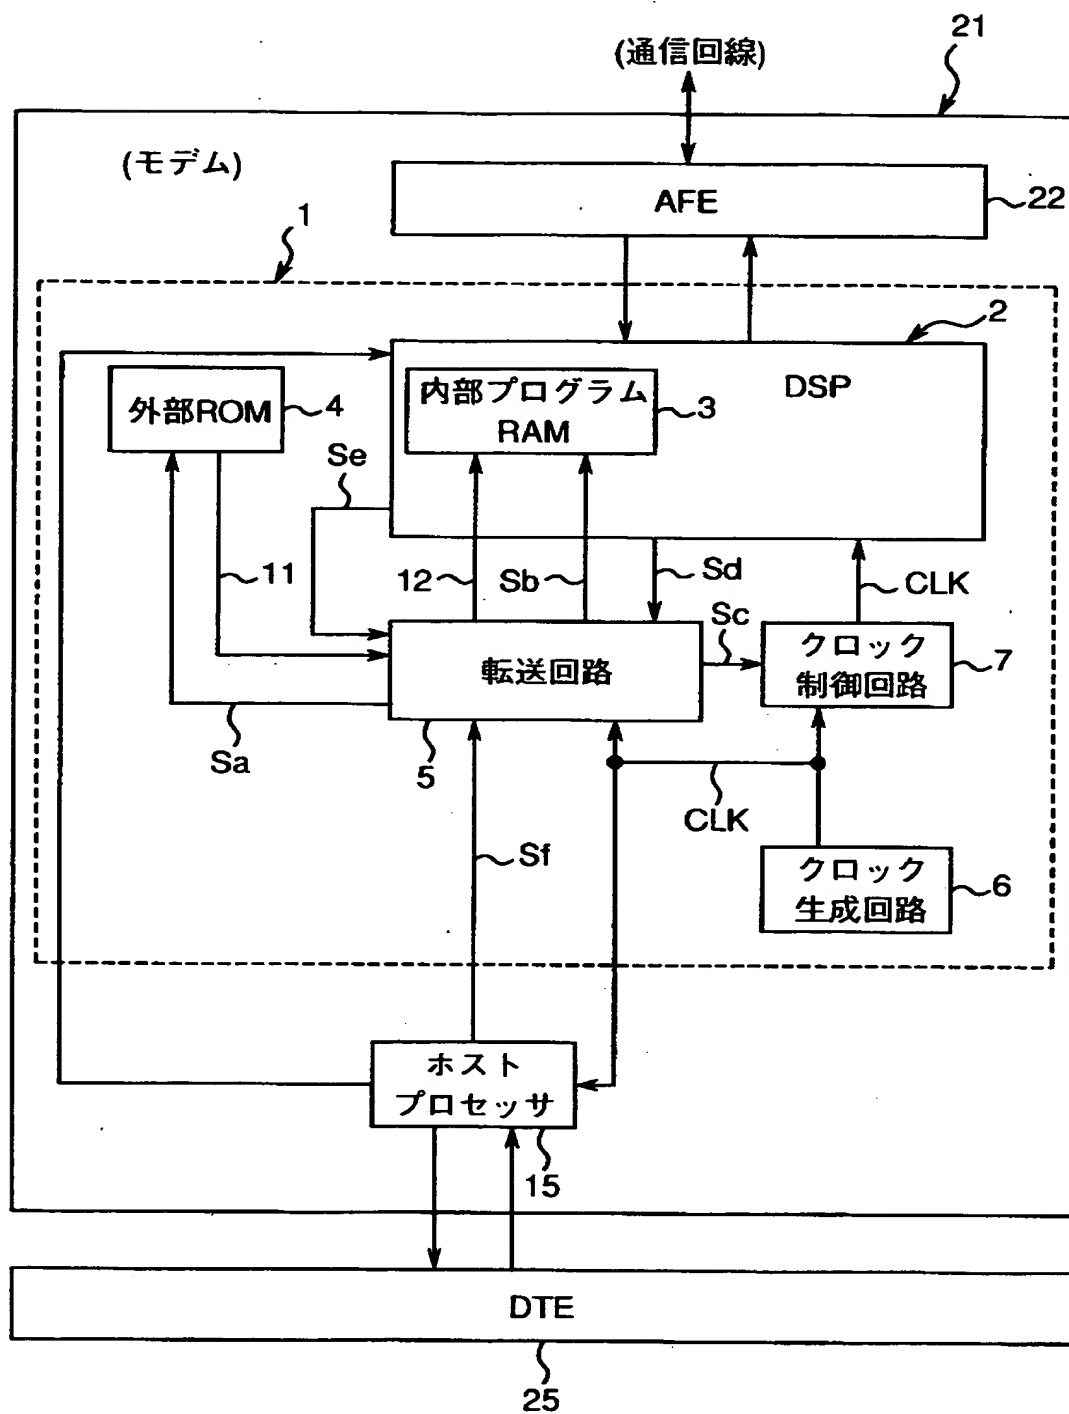 21
(通信回線)
(モデム)
AFE
22
1
2
DSP
内部プログラム
RAM
3
外部ROM
4
Se
11
12
Sb
Sd
CLK
Sc
転送回路
クロック
制御回路
7
Sa
5
CLK
Sf
クロック
生成回路
6
ホスト
プロセッサ
15
DTE
25